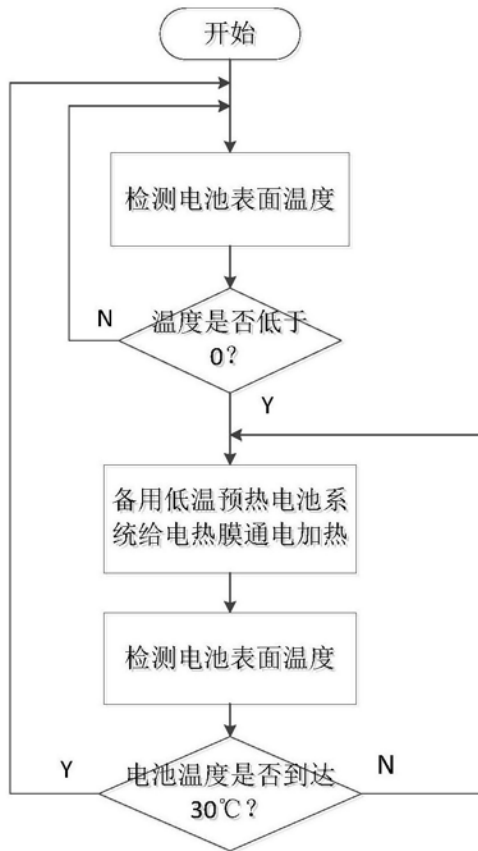 开始
检测电池表面温度
温度是否低于
0？
N
Y
备用低温预热电池系
统给电热膜通电加热
检测电池表面温度
电池温度是否到达
30℃？
Y
N